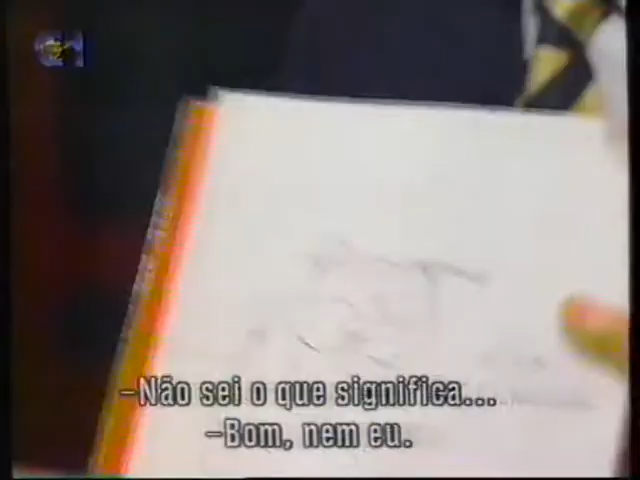 -Não sei o que significa...
-Bom, nem eu.